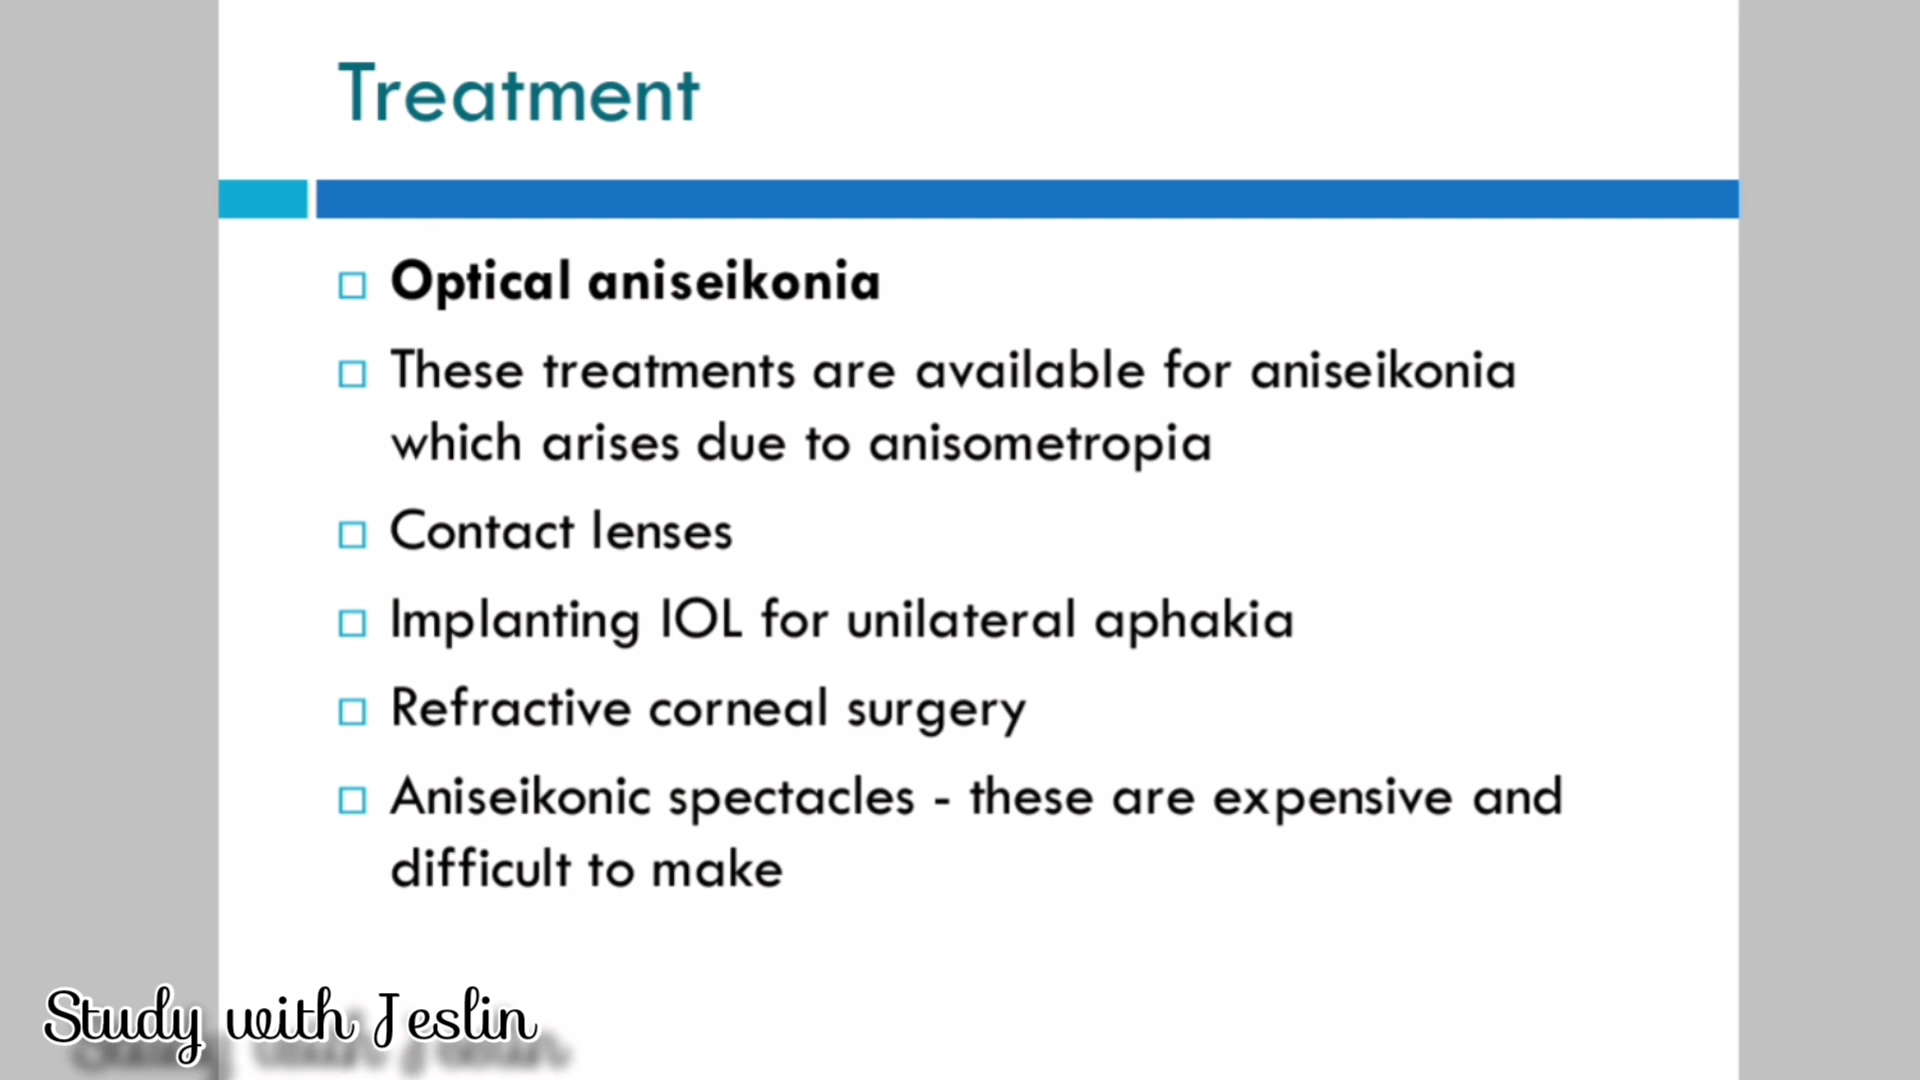 Treatment
Optical aniseikonia
These treatments are available for aniseikonia
which arises due to anisometropia
Contact lenses
Implanting IOL for unilateral aphakia
Refractive corneal surgery
Aniseikonic spectacles - these are expensive and
difficult to make
Study with Jeslin